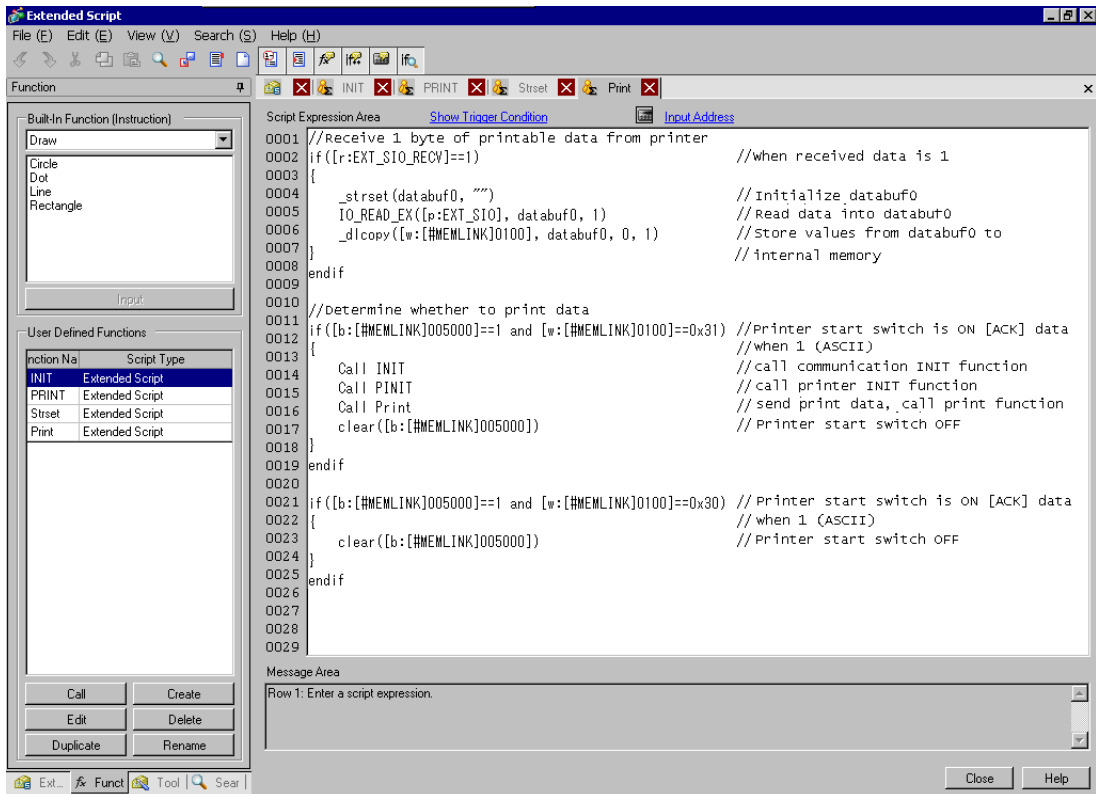 Extended Script
File (F) Edit (E) View (V) Search (S) Help (H)
Function
INIT PRINT Strset Print
Built-In Function (Instruction)
Draw
Circle
Dot
Line
Rectangle
Input
User Defined Functions
nction Na Script Type
INIT Extended Script
PRINT Extended Script
Strset Extended Script
Print Extended Script
Call Create
Edit Delete
Duplicate Rename
Ext... fx Funct Tool Sear
Script Expression Area Show Trigger Condition Input Address
0001 //Receive 1 byte of printable data from printer
0002 if([r:EXT_SIO_RECV]==1) //when received data is 1
0003 {
0004 _strset(databuf0, "") // Initialize databuf0
0005 IO_READ_EX([p:EXT_SIO], databuf0, 1) // Read data into databuf0
0006 _dlcopy([w:[#MEMLINK]0100], databuf0, 0, 1) // Store values from databuf0 to
0007 } // internal memory
0008 endif
0009
0010 //Determine whether to print data
0011 if([b:[#MEMLINK]005000]==1 and [w:[#MEMLINK]0100]==0x31) //Printer start switch is ON [ACK] data
0012 { //when 1 (ASCII)
0013 Call INIT // call communication INIT function
0014 Call PINIT // call printer INIT function
0015 Call Print // send print data, call print function
0016 clear([b:[#MEMLINK]005000]) // Printer start switch OFF
0017 }
0018 endif
0019
0020
0021 if([b:[#MEMLINK]005000]==1 and [w:[#MEMLINK]0100]==0x30) // Printer start switch is ON [ACK] data
0022 { // when 1 (ASCII)
0023 clear([b:[#MEMLINK]005000]) // Printer start switch OFF
0024 }
0025 endif
0026
0027
0028
0029
Message Area
Row 1: Enter a script expression.
Close Help